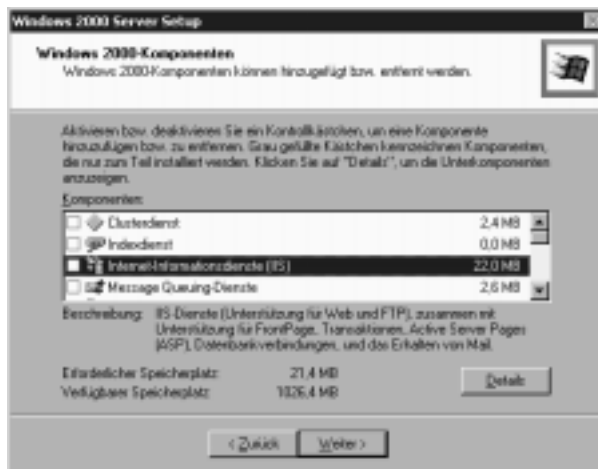 Windows 2000 Server Setup
Windows 2000-Komponenten
Windows 2000-Komponenten können hinzugefügt bzw. entfernt werden.
Aktivieren bzw. deaktivieren Sie ein Kontrollkästchen, um eine Komponente
hinzuzufügen bzw. zu entfernen. Grau gefüllte Kästchen kennzeichnen Komponenten,
die nur zum Teil installiert werden. Klicken Sie auf "Details", um die Unterkomponenten
anzuzeigen.
Komponenten:
Clusterdienst 2,4 MB
Indexdienst 0,0 MB
Internet-Informationsdienste (IIS) 22,0 MB
Message Queuing-Dienste 2,6 MB
Beschreibung: IIS-Dienste (Unterstützung für Web und FTP), zusammen mit
Unterstützung für FrontPage, Transaktionen, Active Server Pages
(ASP), Datenbankverbindungen, und das Erhalten von Mail.
Erforderlicher Speicherplatz: 21,4 MB
Verfügbarer Speicherplatz: 1026,4 MB
Details
< Zurück
Weiter >